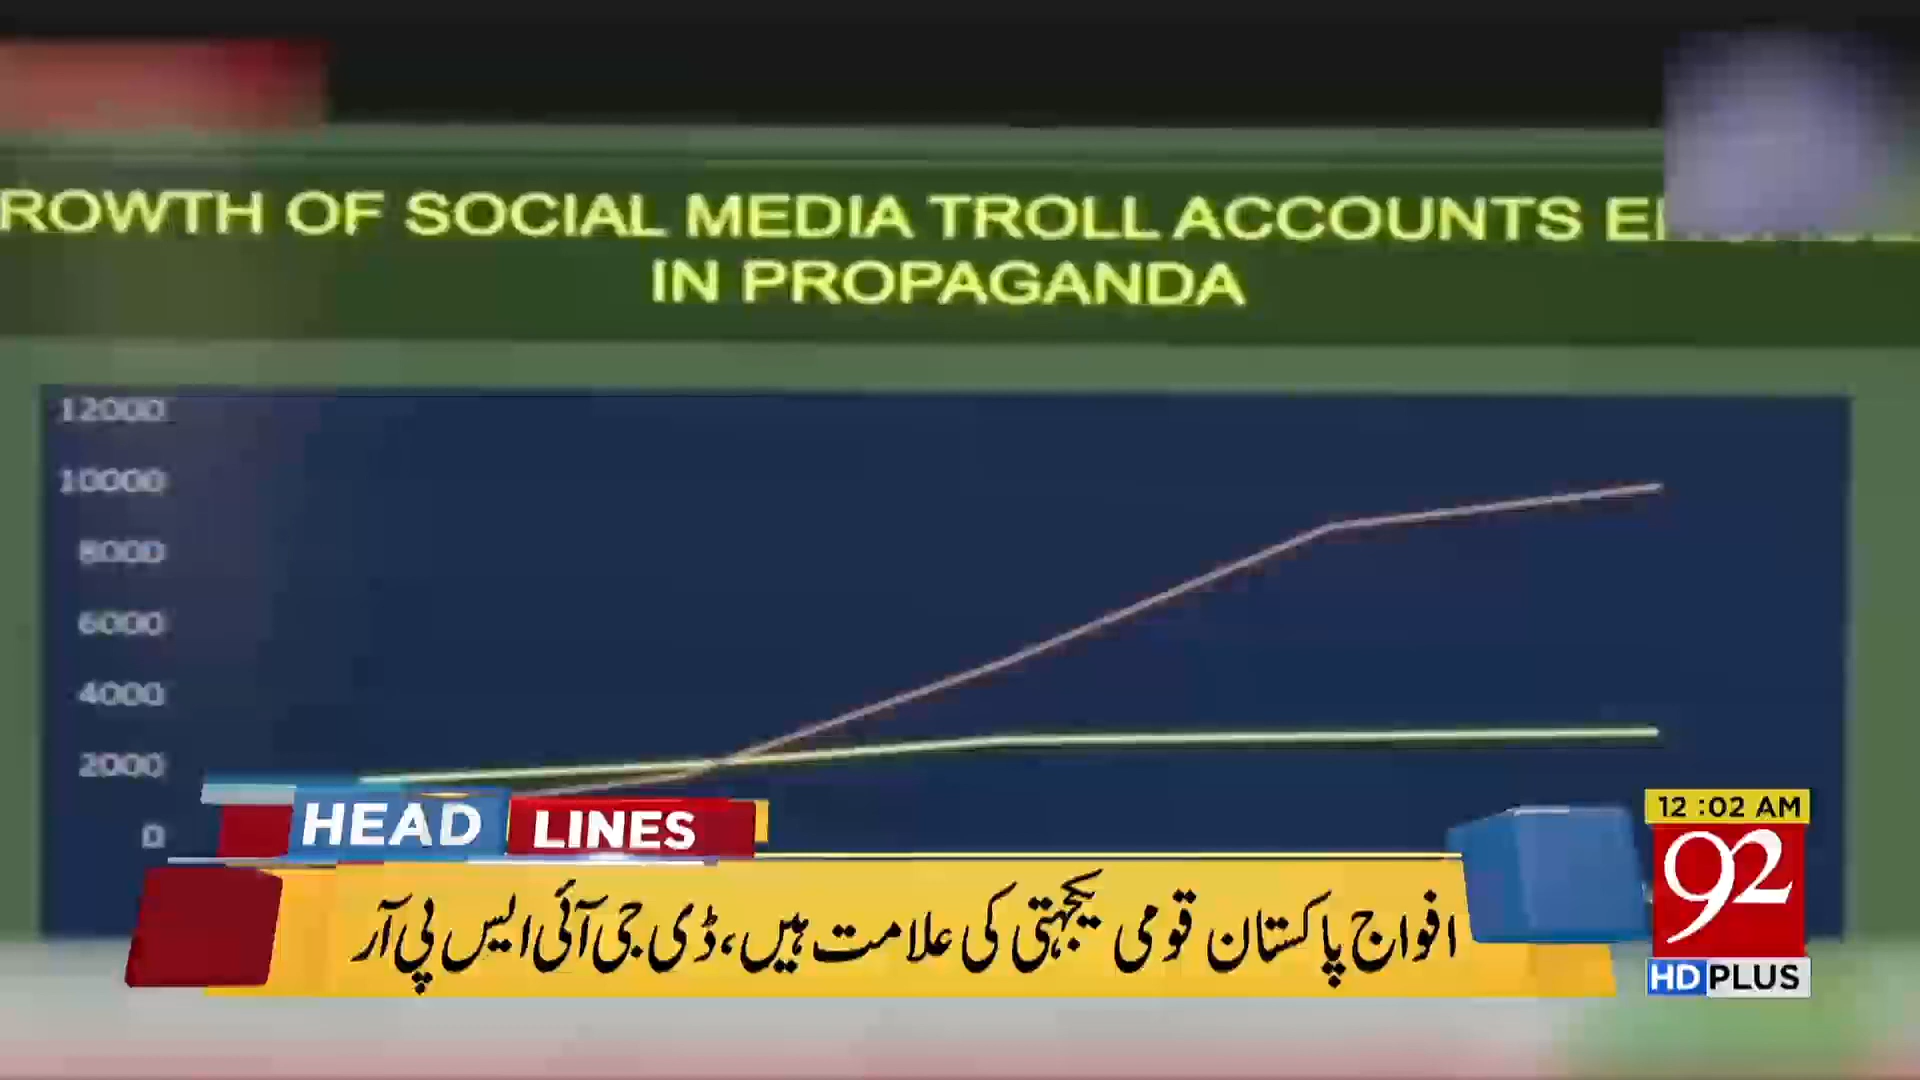 ROWTH OF SOCIAL MEDIA TROLL ACCOUNTS
IN PROPAGANDA
12000
10000
8000
6000
4000
2000
0
HEAD LINES
12:02 AM
92
HD PLUS
افواج پاکستان قومی یکجہتی کی علامت ہیں، ڈی جی آئی ایس پی آر